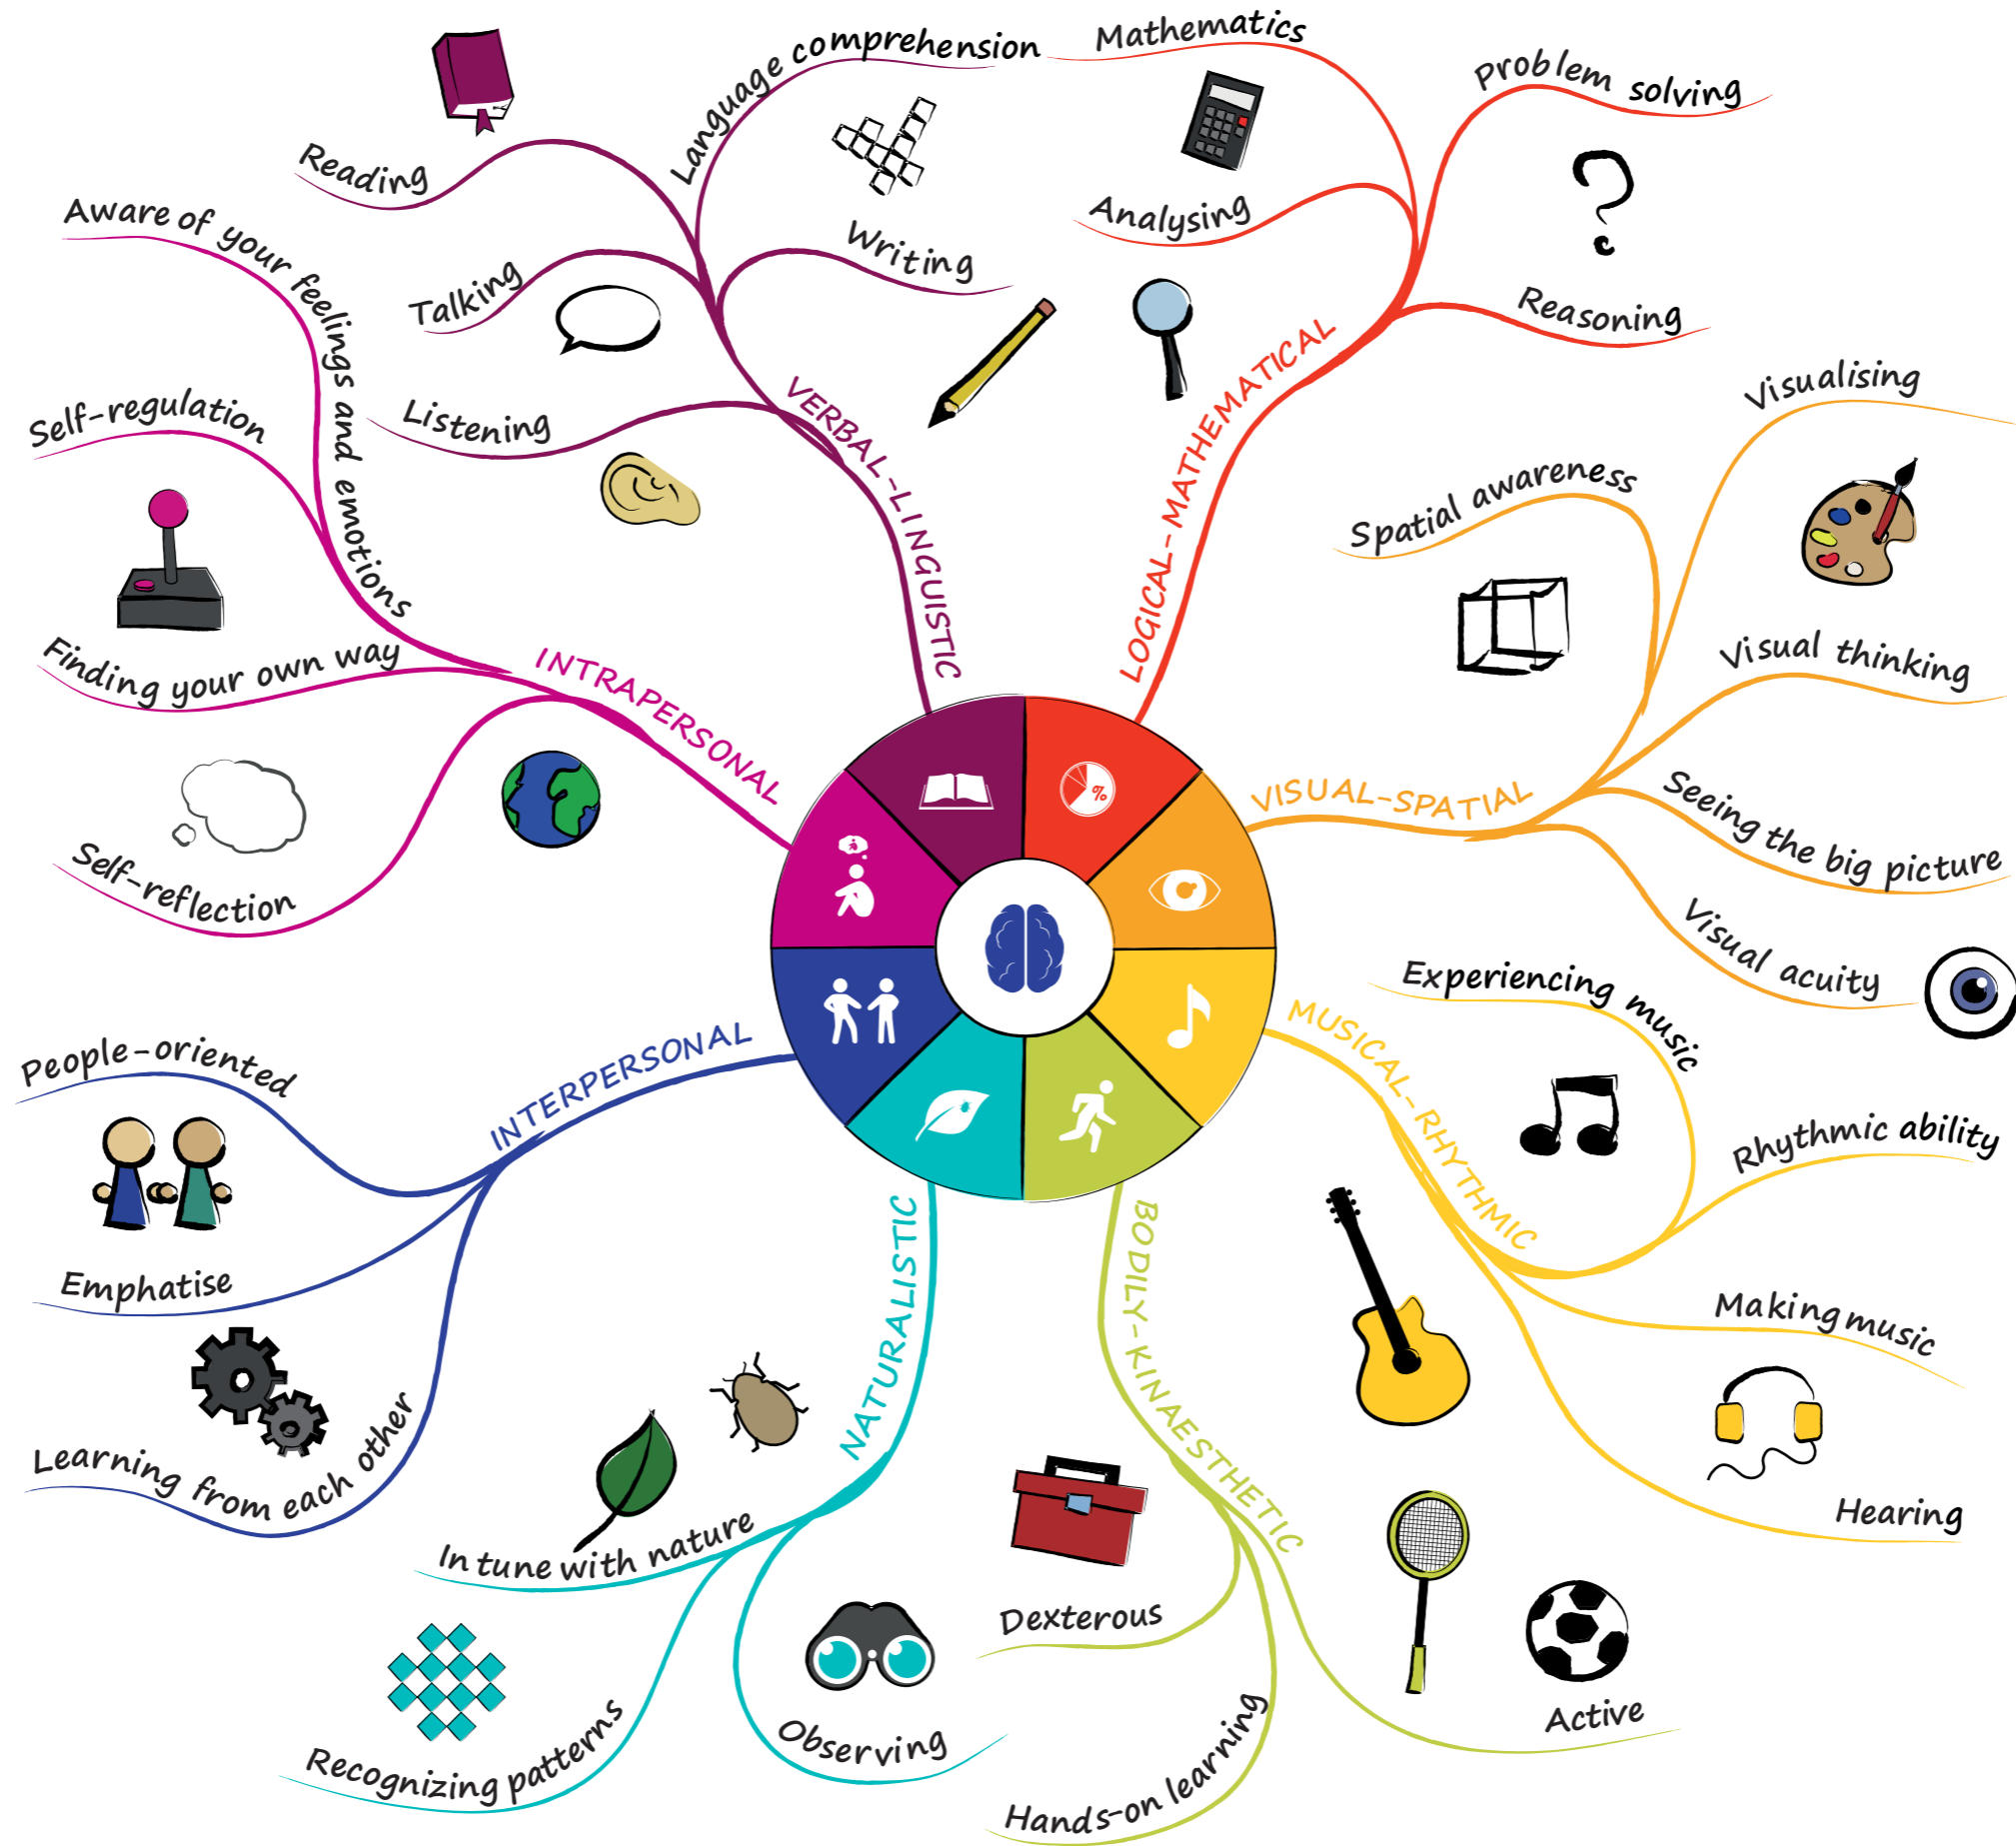 Language comprehension
Reading
Talking
Writing
Listening
VERBAL-LINGUISTIC
Mathematics
Problem solving
Analysing
Reasoning
LOGICAL-MATHEMATICAL
%
Visualising
Spatial awareness
Visual thinking
Seeing the big picture
Visual acuity
VISUAL-SPATIAL
Experiencing music
Rhythmic ability
Making music
Hearing
MUSICAL-RHYTHMIC
BODILY-KINAESTHETIC
Dexterous
Active
Hands-on learning
NATURALISTIC
In tune with nature
Observing
Recognizing patterns
INTERPERSONAL
People-oriented
Emphatise
Learning from each other
INTRAPERSONAL
Aware of your feelings and emotions
Self-regulation
Finding your own way
Self-reflection
?